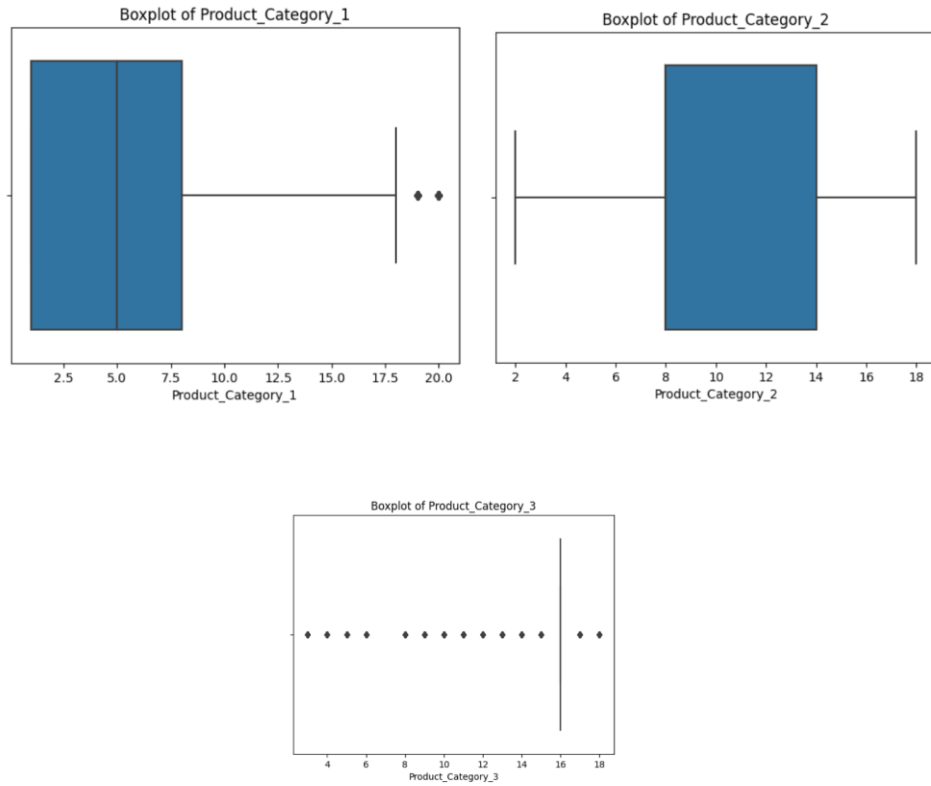 Boxplot of Product_Category_1
2.5 5.0 7.5 10.0 12.5 15.0 17.5 20.0
Product_Category_1
Boxplot of Product_Category_2
2 4 6 8 10 12 14 16 18
Product_Category_2
Boxplot of Product_Category_3
4 6 8 10 12 14 16 18
Product_Category_3